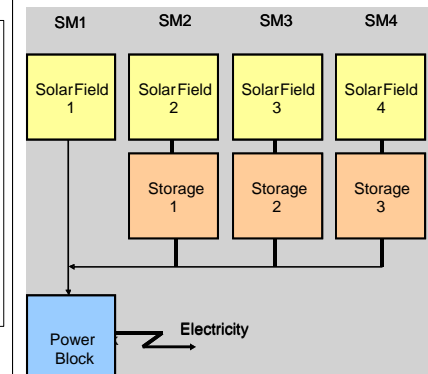 SM1 SM2 SM3 SM4
SolarField SolarField SolarField SolarField
1 2 3 4
Storage Storage Storage
1 2 3
Electricity
Power
Block